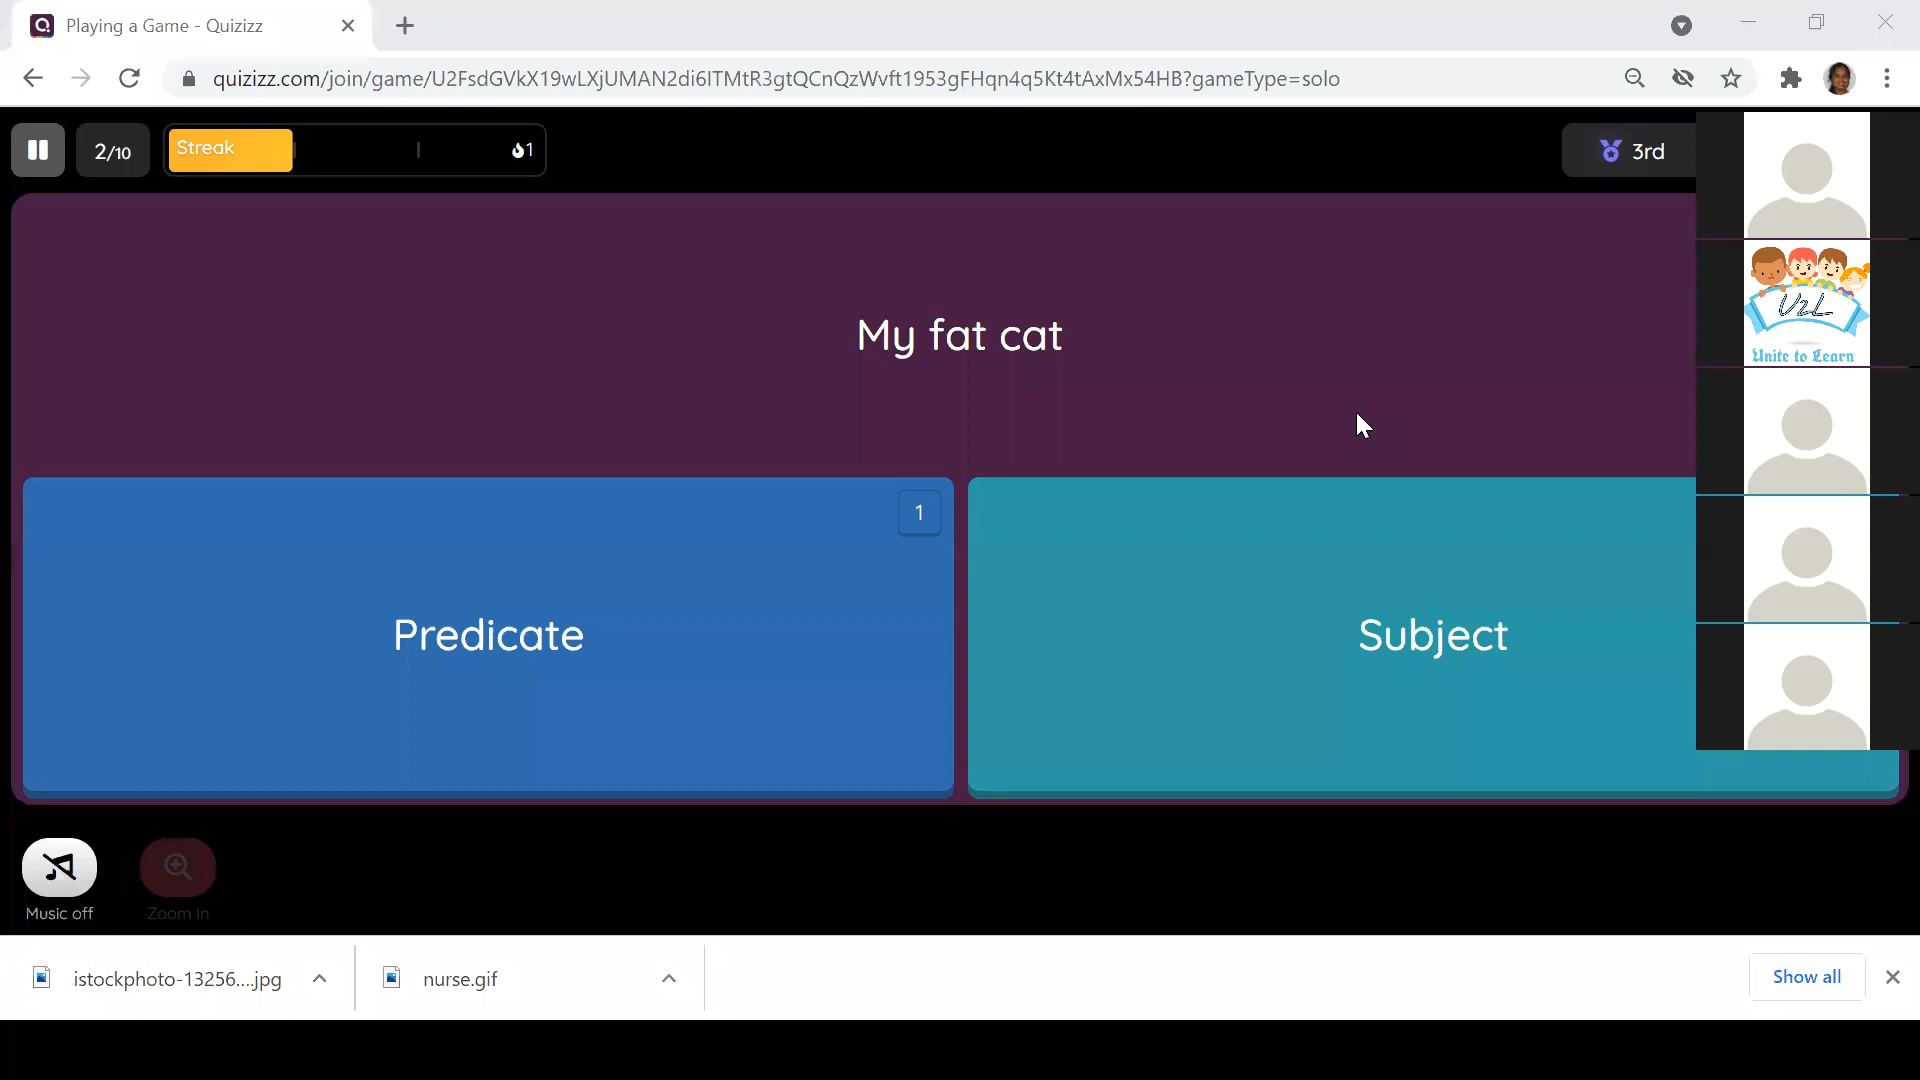 Playing a Game - Quizizz
quizizz.com/join/game/U2FsdGVkX19wLXjUMAN2di6ITMtR3gtQCnQzWvft1953gFHqn4q5Kt4tAxMx54HB?gameType=solo
2/10
Streak
1
3rd
My fat cat
U2L
Unite to Learn
1
Predicate
Subject
Music off
Zoom In
istockphoto-13256....jpg
nurse.gif
Show all